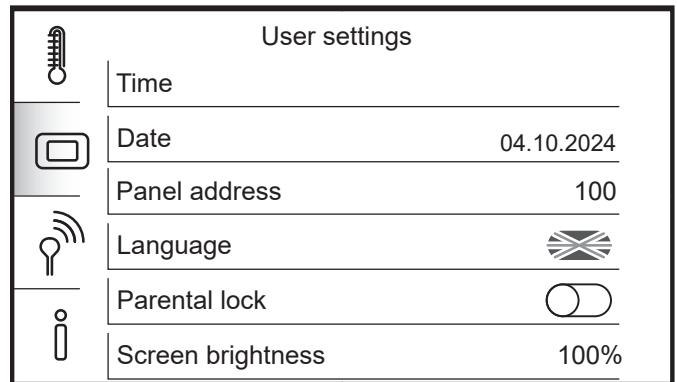 User settings
Time
Date 04.10.2024
Panel address 100
Language
Parental lock
Screen brightness 100%